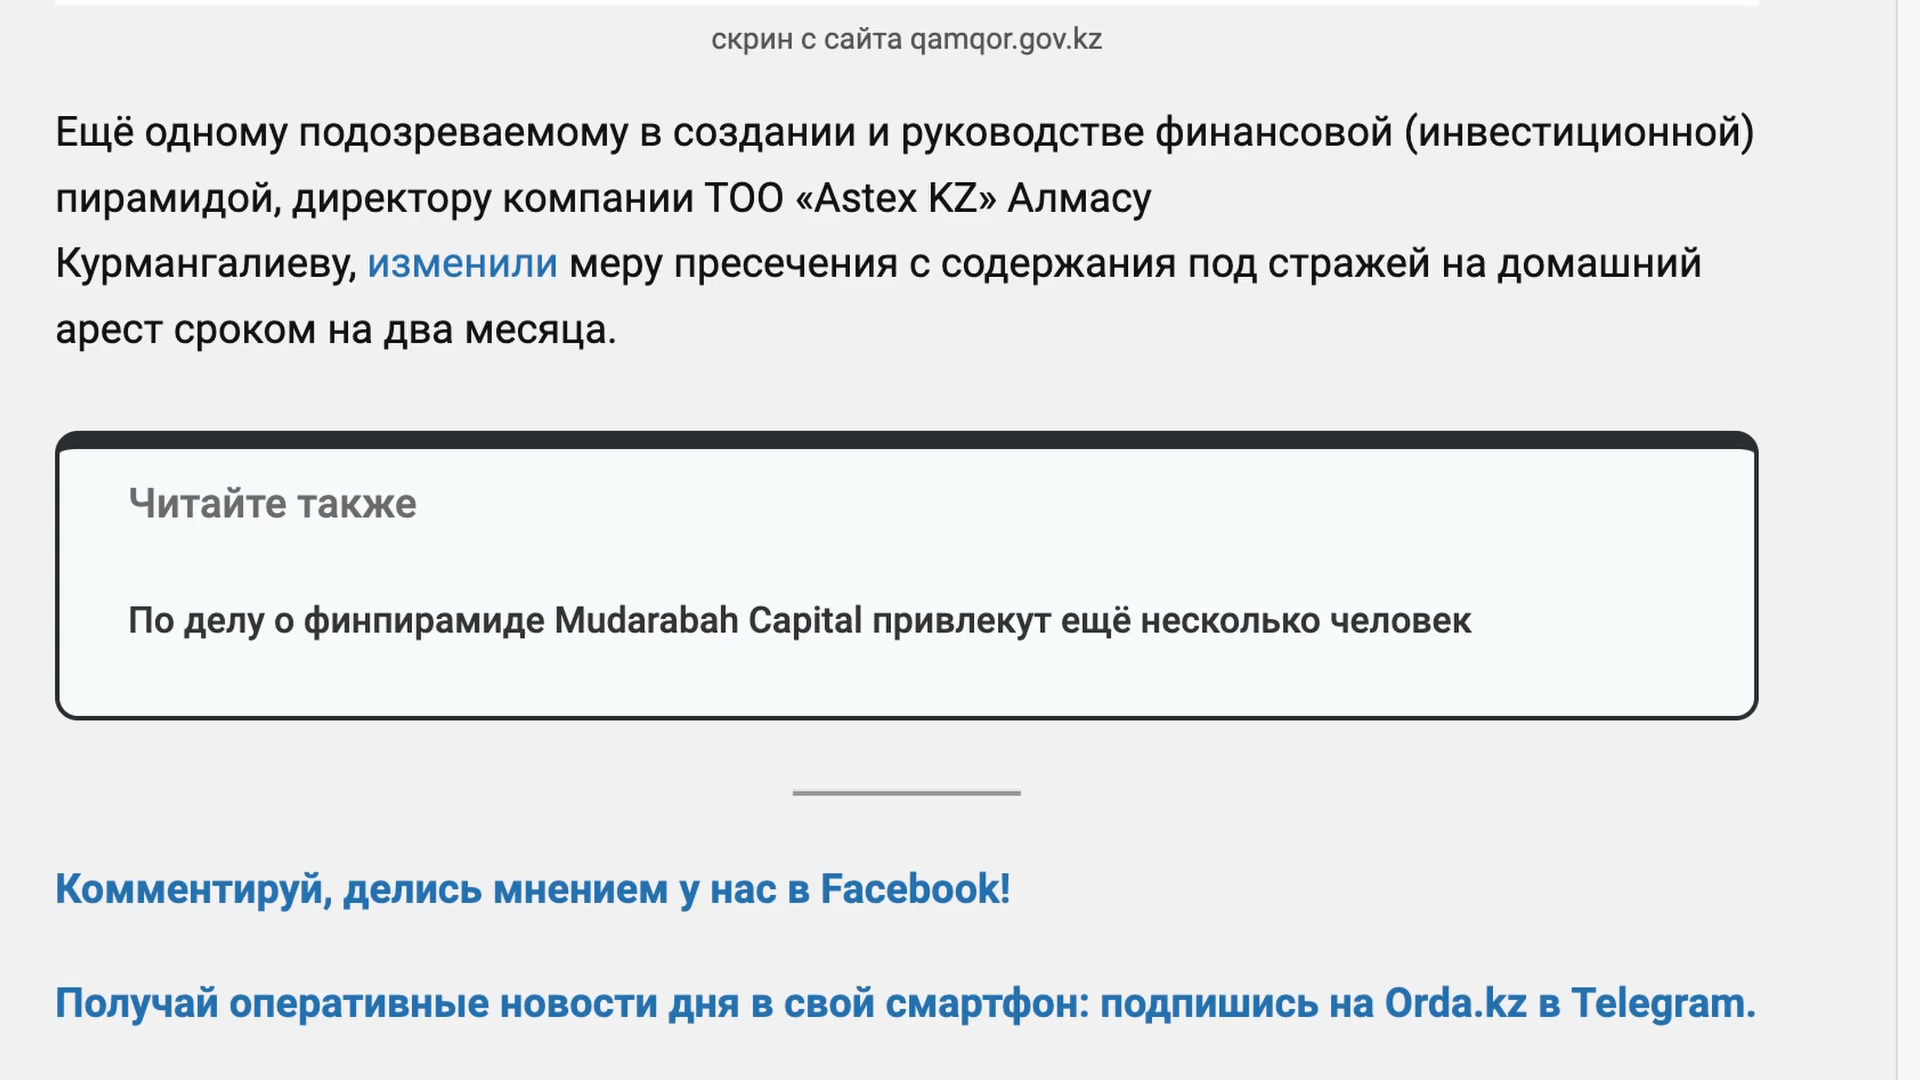 скрин с сайта qamqor.gov.kz
Ещё одному подозреваемому в создании и руководстве финансовой (инвестиционной)
пирамидой, директору компании ТОО «Astex KZ» Алмасу
Курмангалиеву, изменили меру пресечения с содержания под стражей на домашний
арест сроком на два месяца.
Читайте также
По делу о финпирамиде Mudarabah Capital привлекут ещё несколько человек
Комментируй, делись мнением у нас в Facebook!
Получай оперативные новости дня в свой смартфон: подпишись на Orda.kz в Telegram.